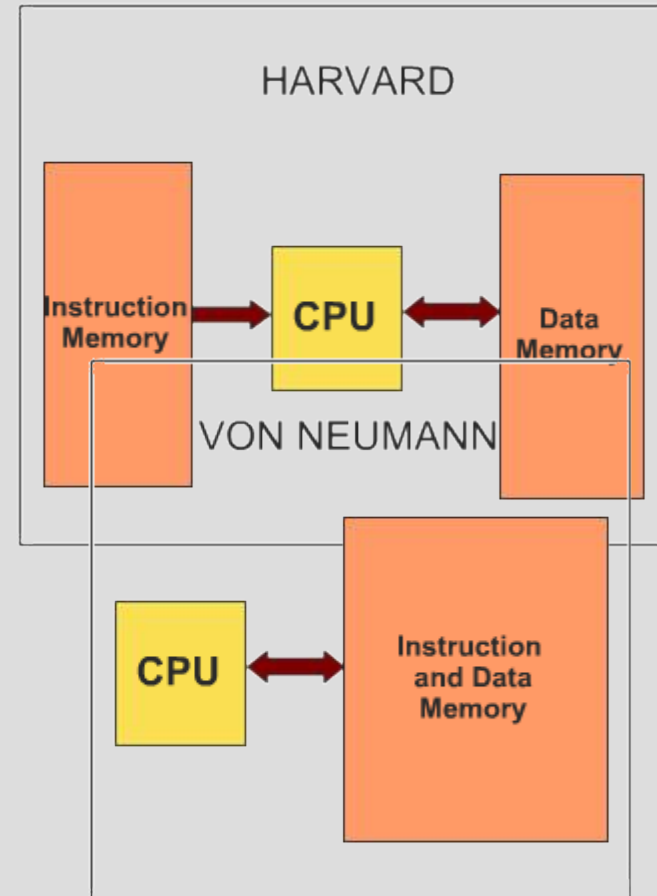 HARVARD
Instruction
Memory
CPU
Data
Memory
VON NEUMANN
CPU
Instruction
and Data
Memory